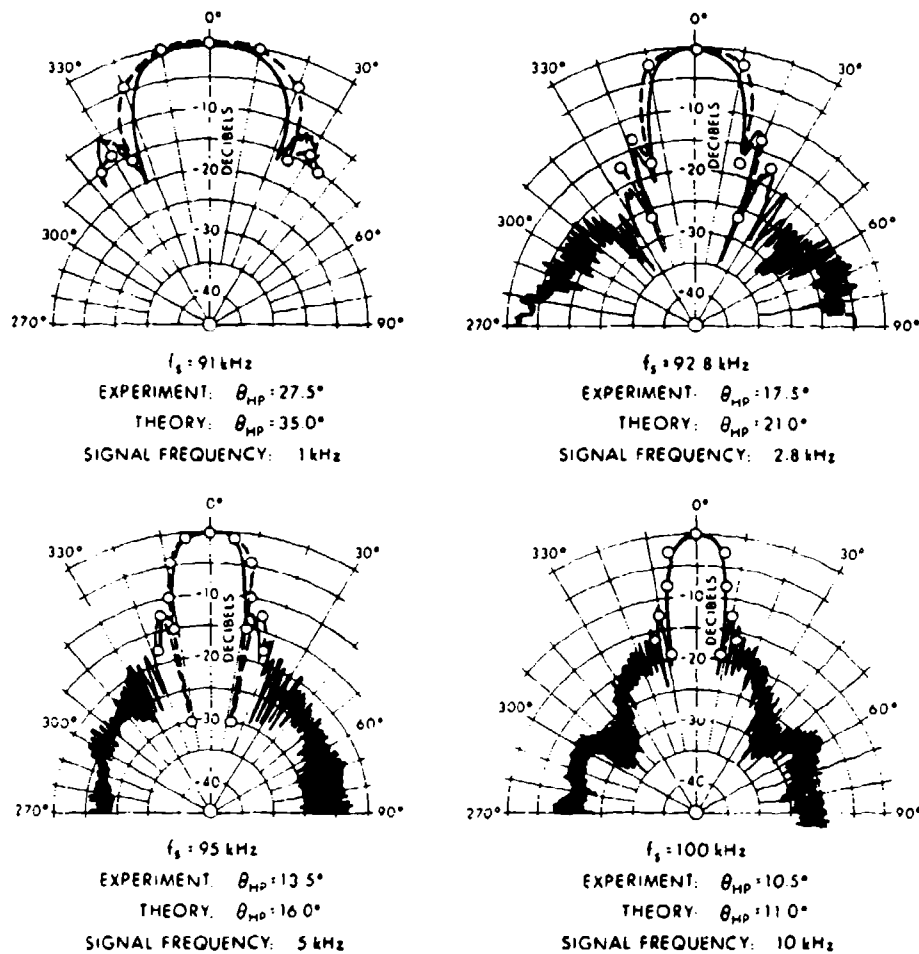 0°
330° 30°
-10
DECIBELS
-20
300° 60°
-30
-40
270° 90°
f_s = 91 kHz
EXPERIMENT: θ_HP = 27.5°
THEORY: θ_HP = 35.0°
SIGNAL FREQUENCY: 1 kHz
0°
330° 30°
-10
DECIBELS
-20
300° 60°
-30
-40
270° 90°
f_s = 92 8 kHz
EXPERIMENT. θ_HP = 17.5°
THEORY: θ_HP = 21 0°
SIGNAL FREQUENCY: 2.8 kHz
0°
330° 30°
-10
DECIBELS
-20
300° 60°
-30
-40
270° 90°
f_s = 95 kHz
EXPERIMENT. θ_HP = 13 5°
THEORY. θ_HP = 16 0°
SIGNAL FREQUENCY: 5 kHz
0°
330° 30°
-10
DECIBELS
-20
300° 60°
-30
-40
270° 90°
f_s = 100 kHz
EXPERIMENT: θ_HP = 10.5°
THEORY: θ_HP = 11.0°
SIGNAL FREQUENCY: 10 kHz